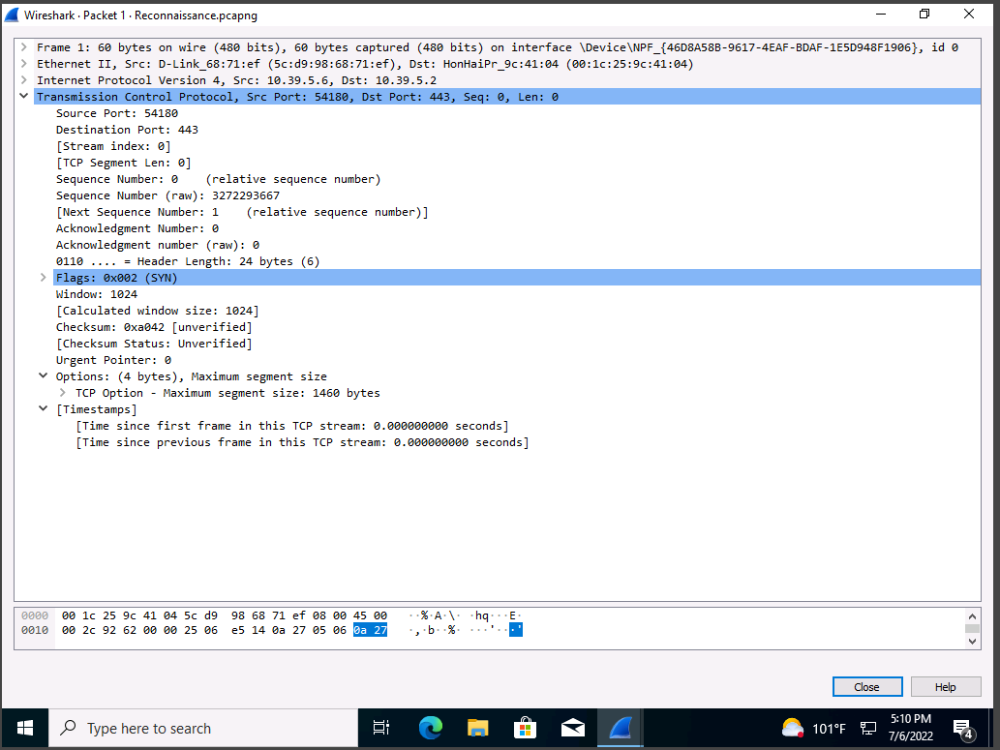 Wireshark · Packet 1 · Reconnaissance.pcapng
Frame 1: 60 bytes on wire (480 bits), 60 bytes captured (480 bits) on interface \Device\NPF_{46D8A58B-9617-4EAF-BDAF-1E5D948F1906}, id 0
Ethernet II, Src: D-Link_68:71:ef (5c:d9:98:68:71:ef), Dst: HonHaiPr_9c:41:04 (00:1c:25:9c:41:04)
Internet Protocol Version 4, Src: 10.39.5.6, Dst: 10.39.5.2
Transmission Control Protocol, Src Port: 54180, Dst Port: 443, Seq: 0, Len: 0
Source Port: 54180
Destination Port: 443
[Stream index: 0]
[TCP Segment Len: 0]
Sequence Number: 0    (relative sequence number)
Sequence Number (raw): 3272293667
[Next Sequence Number: 1    (relative sequence number)]
Acknowledgment Number: 0
Acknowledgment number (raw): 0
0110 .... = Header Length: 24 bytes (6)
Flags: 0x002 (SYN)
Window: 1024
[Calculated window size: 1024]
Checksum: 0xa042 [unverified]
[Checksum Status: Unverified]
Urgent Pointer: 0
Options: (4 bytes), Maximum segment size
TCP Option - Maximum segment size: 1460 bytes
[Timestamps]
[Time since first frame in this TCP stream: 0.000000000 seconds]
[Time since previous frame in this TCP stream: 0.000000000 seconds]
0000  00 1c 25 9c 41 04 5c d9  98 68 71 ef 08 00 45 00   ··%·A·\· ·hq···E·
0010  00 2c 92 62 00 00 25 06  e5 14 0a 27 05 06 0a 27   ·,·b··%· ···'···'
Close Help
Type here to search
101°F
5:10 PM
7/6/2022
4